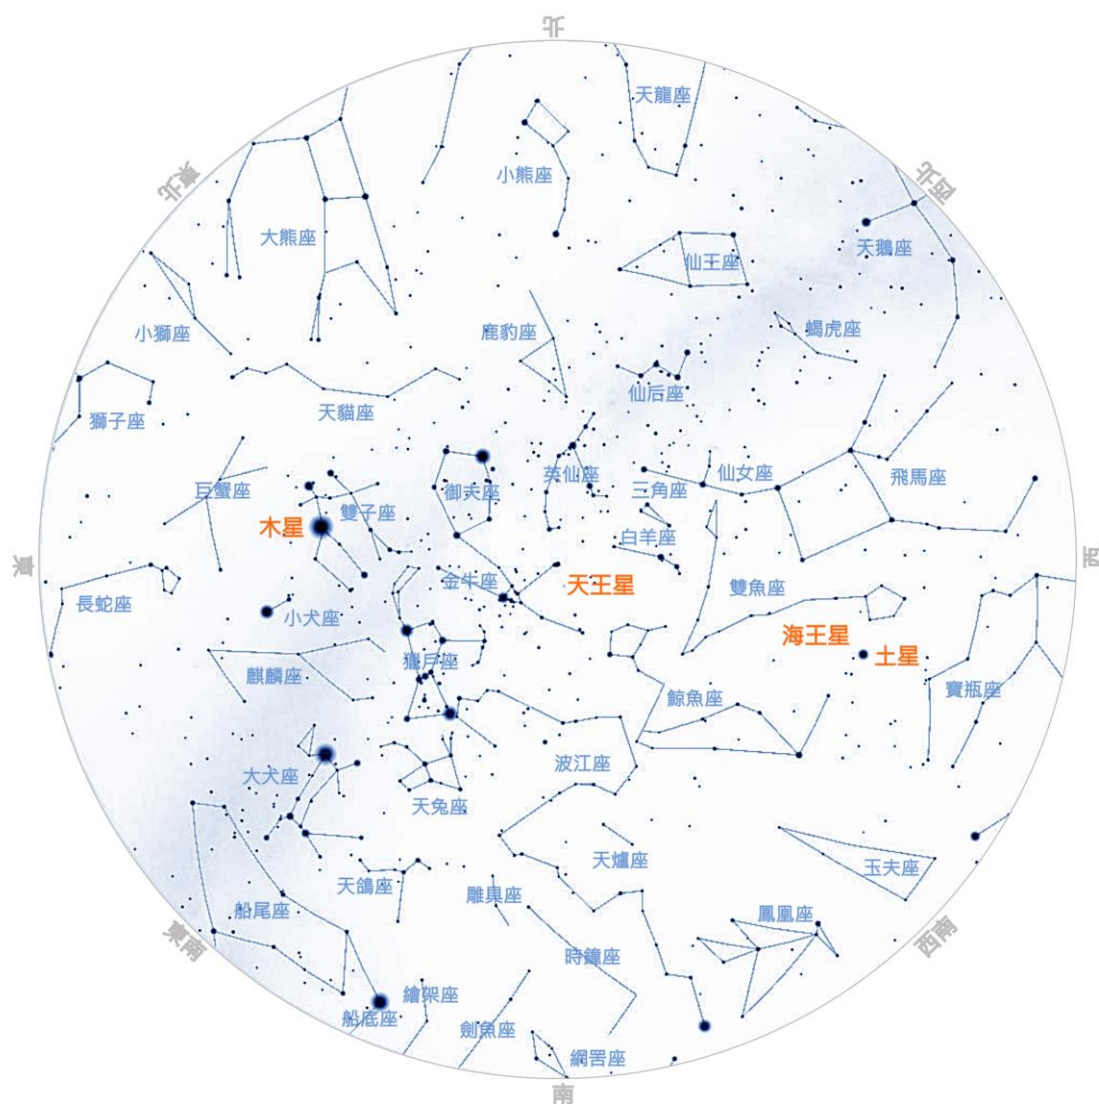 北
天龍座
小熊座
東北
西北
大熊座
天鵝座
仙王座
小獅座
鹿豹座
蝎虎座
仙后座
獅子座
天貓座
英仙座
仙女座
飛馬座
巨蟹座
御夫座
三角座
雙子座
木星
白羊座
東
西
金牛座
天王星
雙魚座
長蛇座
小犬座
海王星
土星
獵戶座
麒麟座
鯨魚座
寶瓶座
大犬座
波江座
天兔座
天爐座
玉夫座
天鴿座
雕具座
船尾座
鳳凰座
東南
西南
時鐘座
繪架座
船底座
劍魚座
網罟座
南